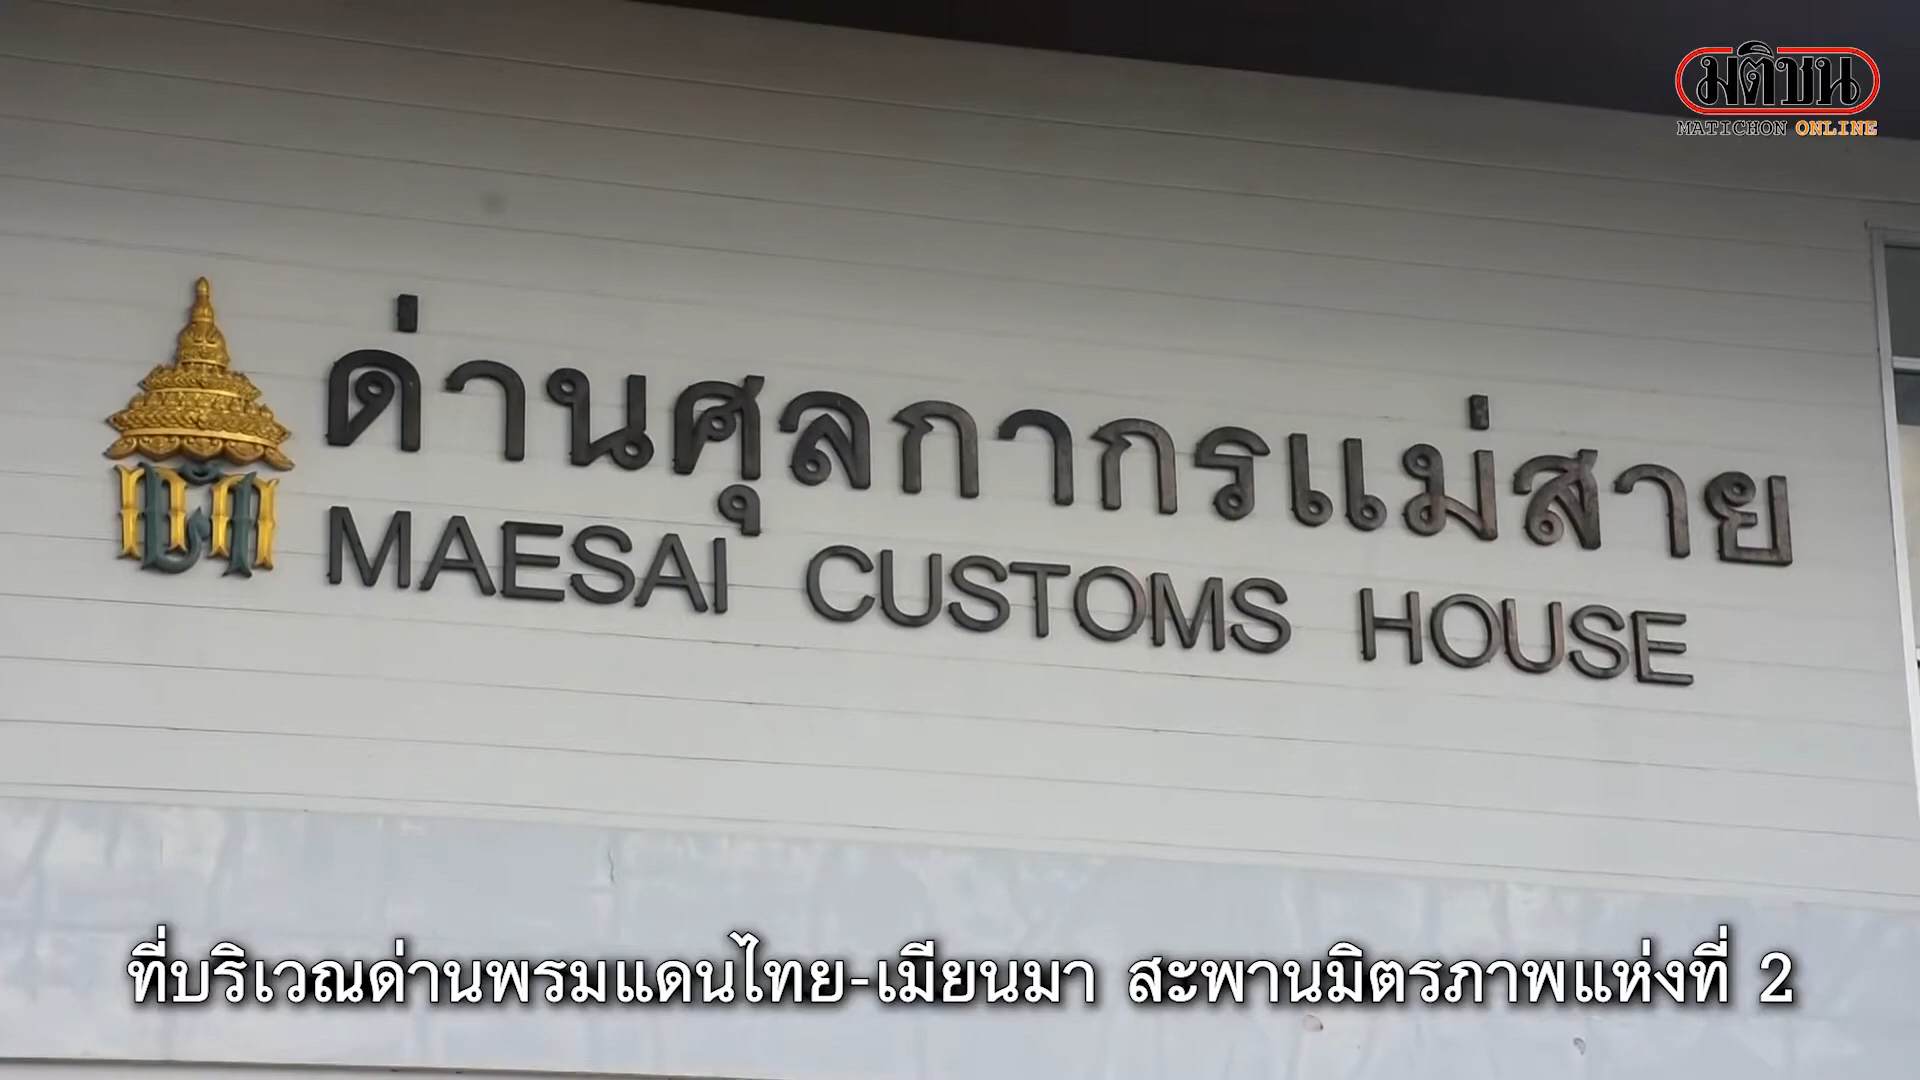 มติชน
MATICHON ONLINE
ด่านศุลกากรแม่สาย
MAESAI CUSTOMS HOUSE
ที่บริเวณด่านพรมแดนไทย-เมียนมา สะพานมิตรภาพแห่งที่ 2